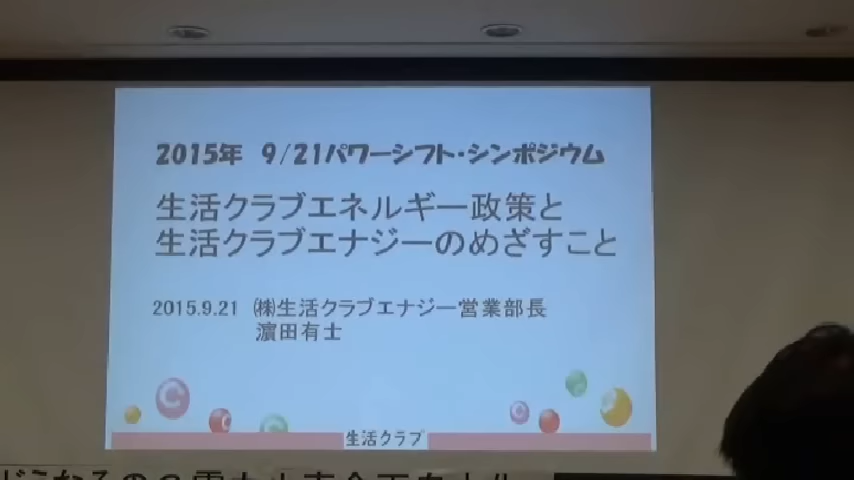 2015年 9/21パワーシフト・シンポジウム
生活クラブエネルギー政策と
生活クラブエナジーのめざすこと
2015.9.21 ㈱生活クラブエナジー営業部長
濵田有士
生活クラブ